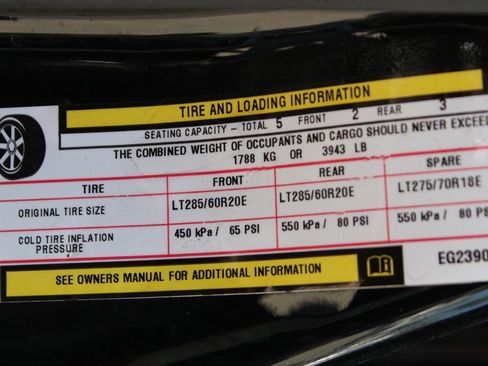 TIRE AND LOADING INFORMATION
SEATING CAPACITY - TOTAL 5 FRONT 2 REAR 3
THE COMBINED WEIGHT OF OCCUPANTS AND CARGO SHOULD NEVER EXCEED
1788 KG OR 3943 LB
TIRE FRONT REAR SPARE
ORIGINAL TIRE SIZE LT285/60R20E LT285/60R20E LT275/70R18E
COLD TIRE INFLATION PRESSURE 450 kPa / 65 PSI 550 kPa / 80 PSI 550 kPa / 80 PSI
SEE OWNERS MANUAL FOR ADDITIONAL INFORMATION EG2390